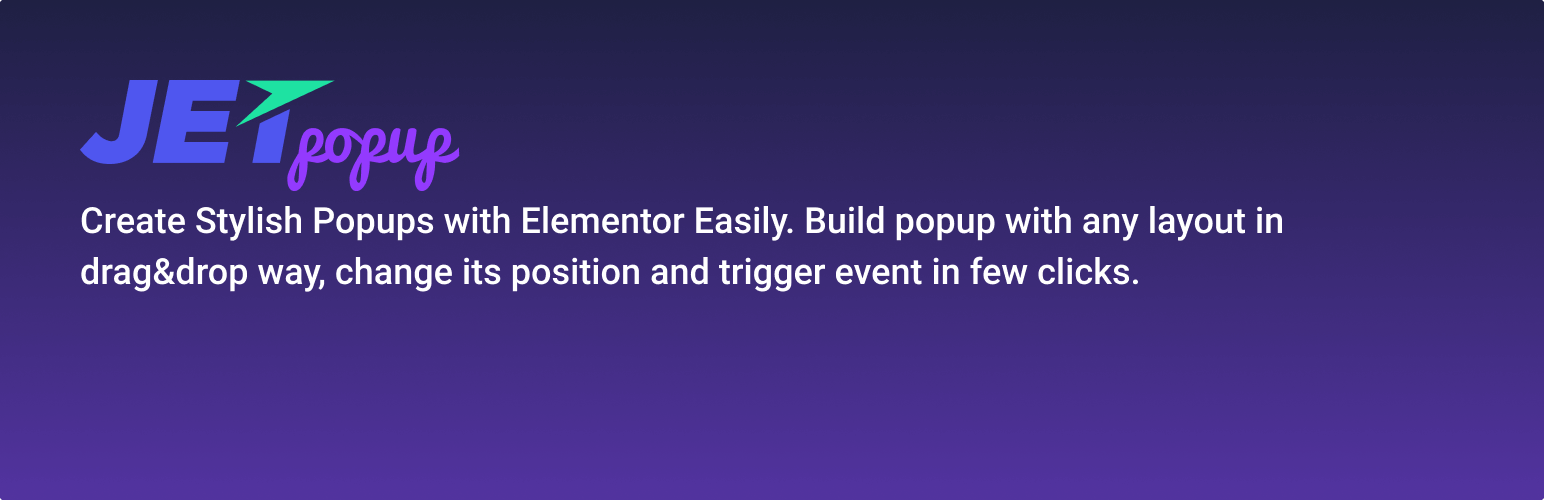 JET popup
Create Stylish Popups with Elementor Easily. Build popup with any layout in
drag&drop way, change its position and trigger event in few clicks.